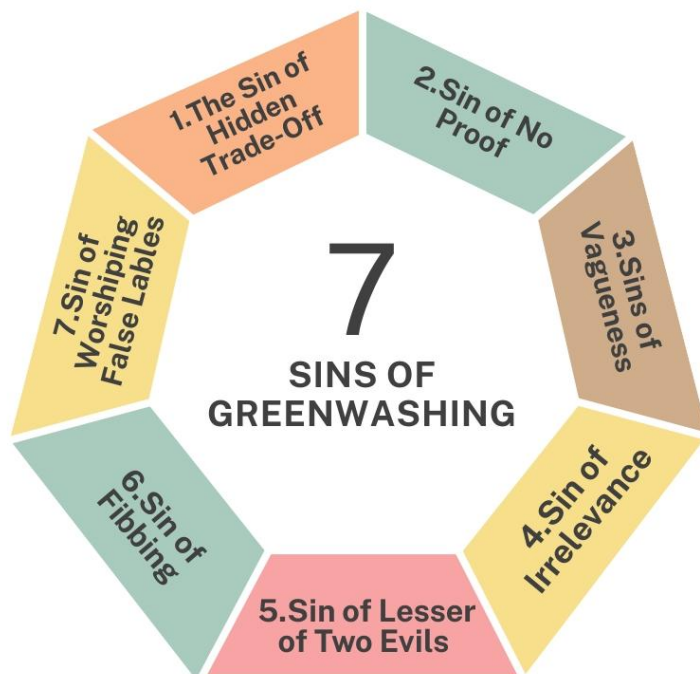 7
SINS OF
GREENWASHING
1.The Sin of
Hidden
Trade-Off
2.Sin of No
Proof
3.Sins of
Vagueness
4.Sin of
Irrelevance
5.Sin of Lesser
of Two Evils
6.Sin of
Fibbing
7.Sin of
Worshiping
False Lables